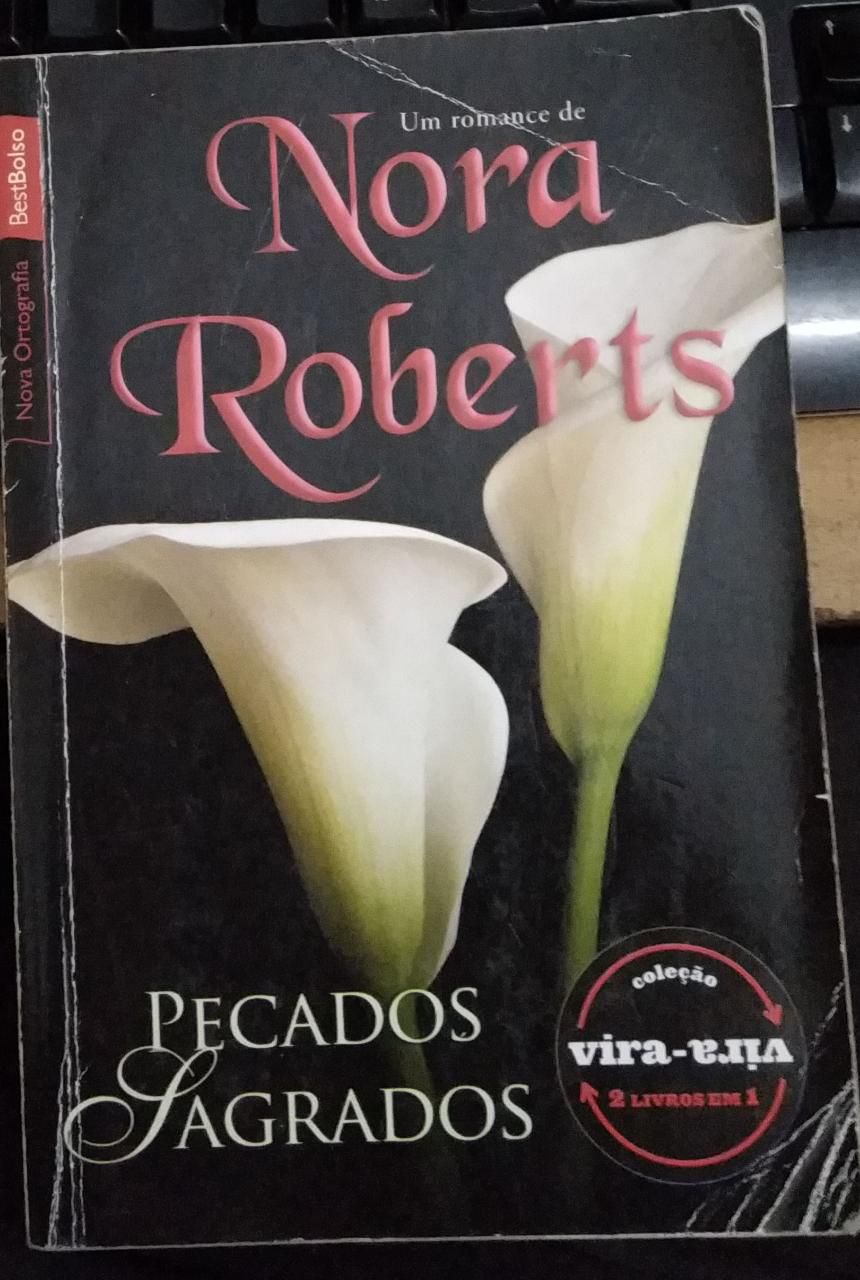 Um romance de
Nora
Roberts
BestBolso
Nova Ortografia
PECADOS
SAGRADOS
coleção
vira-vira
2 LIVROS EM 1